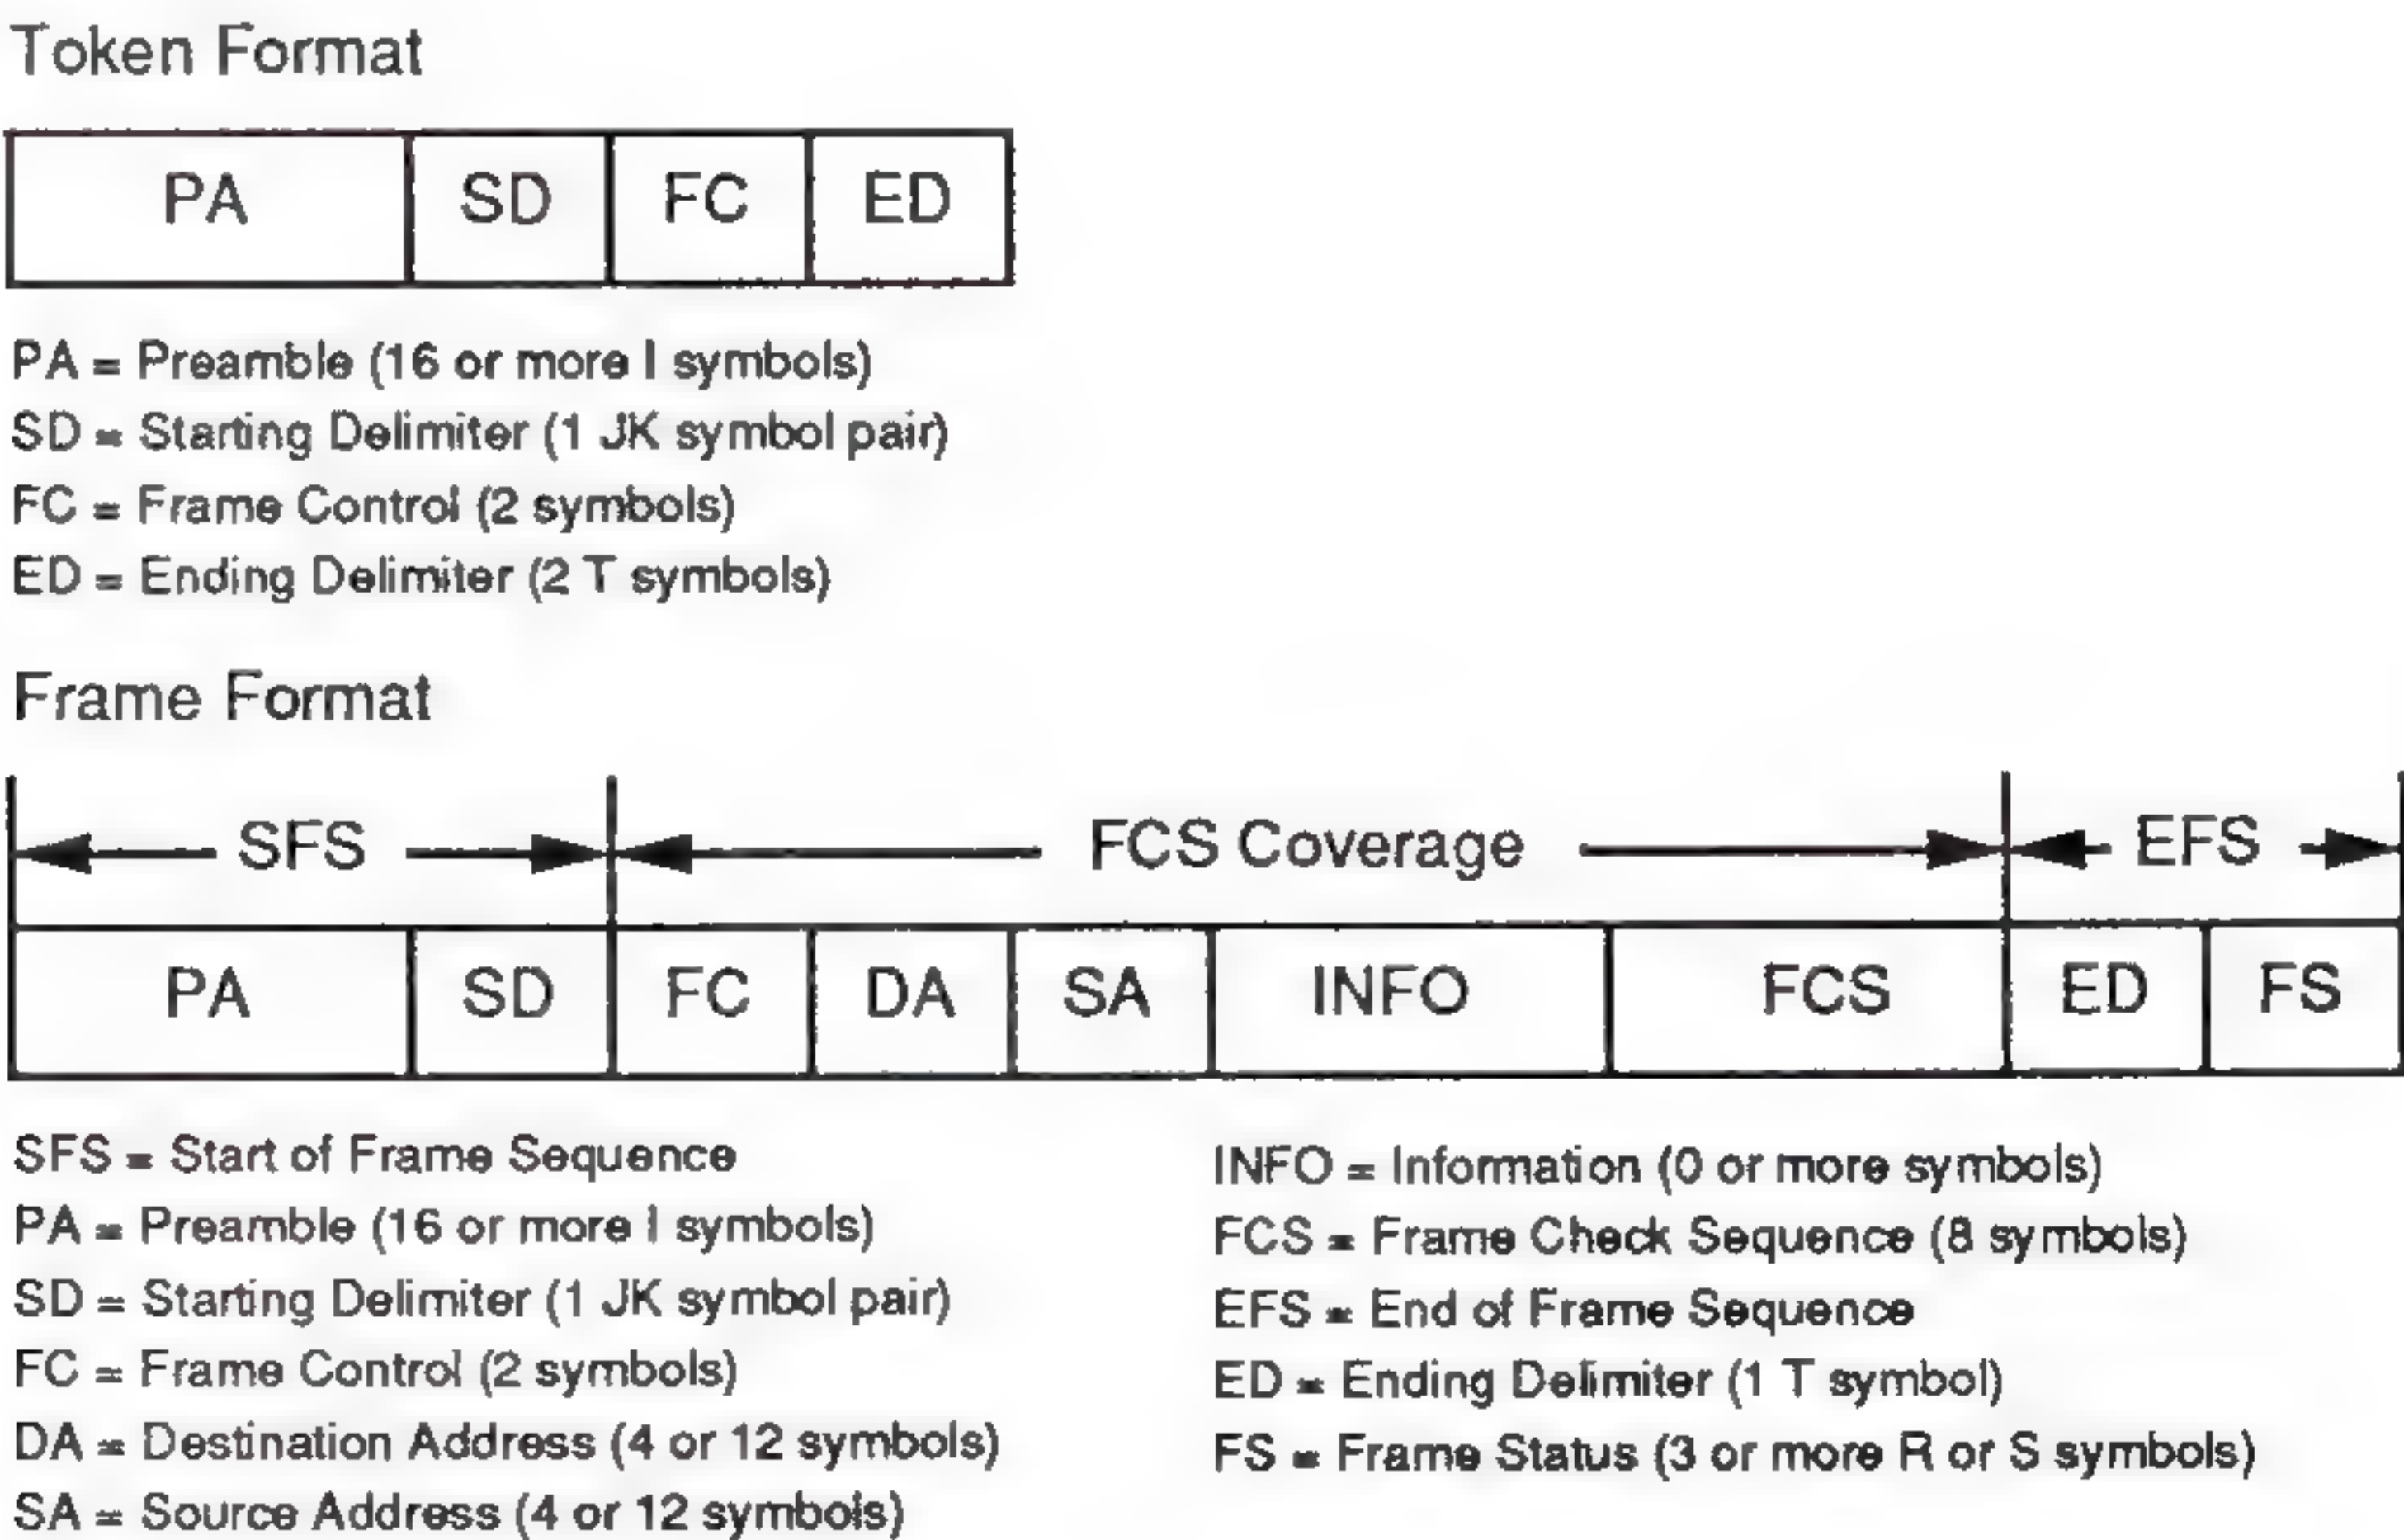 Token Format
PA SD FC ED
PA = Preamble (16 or more I symbols)
SD = Starting Delimiter (1 JK symbol pair)
FC = Frame Control (2 symbols)
ED = Ending Delimiter (2 T symbols)
Frame Format
SFS FCS Coverage EFS
PA SD FC DA SA INFO FCS ED FS
SFS = Start of Frame Sequence
PA = Preamble (16 or more I symbols)
SD = Starting Delimiter (1 JK symbol pair)
FC = Frame Control (2 symbols)
DA = Destination Address (4 or 12 symbols)
SA = Source Address (4 or 12 symbols)
INFO = Information (0 or more symbols)
FCS = Frame Check Sequence (8 symbols)
EFS = End of Frame Sequence
ED = Ending Delimiter (1 T symbol)
FS = Frame Status (3 or more R or S symbols)